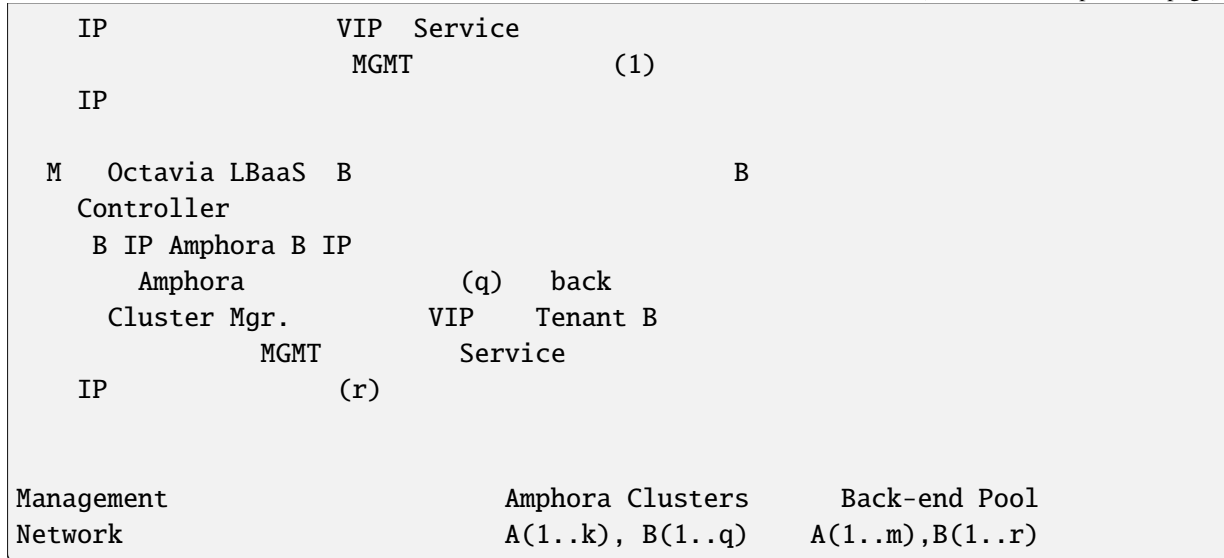 IP VIP Service
MGMT (1)
IP
M Octavia LBaaS B B
Controller
B IP Amphora B IP
Amphora (q) back
Cluster Mgr. VIP Tenant B
MGMT Service
IP (r)
Management Amphora Clusters Back-end Pool
Network A(1..k), B(1..q) A(1..m),B(1..r)